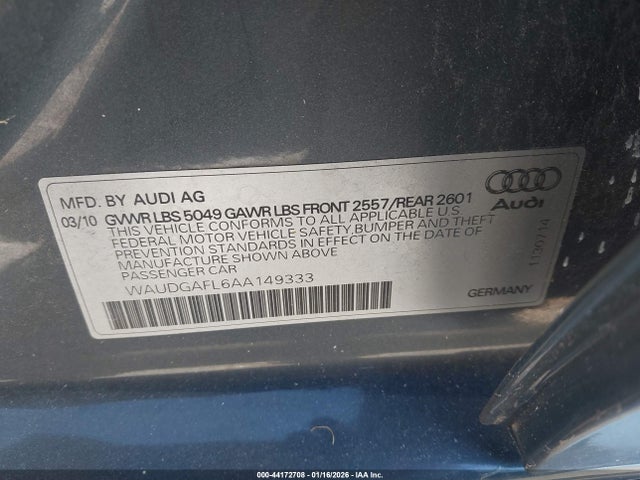 MFD. BY AUDI AG
03/10 GVWR LBS 5049 GAWR LBS FRONT 2557/REAR 2601
THIS VEHICLE CONFORMS TO ALL APPLICABLE U.S.
FEDERAL MOTOR VEHICLE SAFETY, BUMPER AND THEFT
PREVENTION STANDARDS IN EFFECT ON THE DATE OF
MANUFACTURE SHOWN ABOVE
PASSENGER CAR
WAUDGAFL6AA149333
Audi
1130714
GERMANY
000-44172708 - 01/16/2026 - IAA Inc.